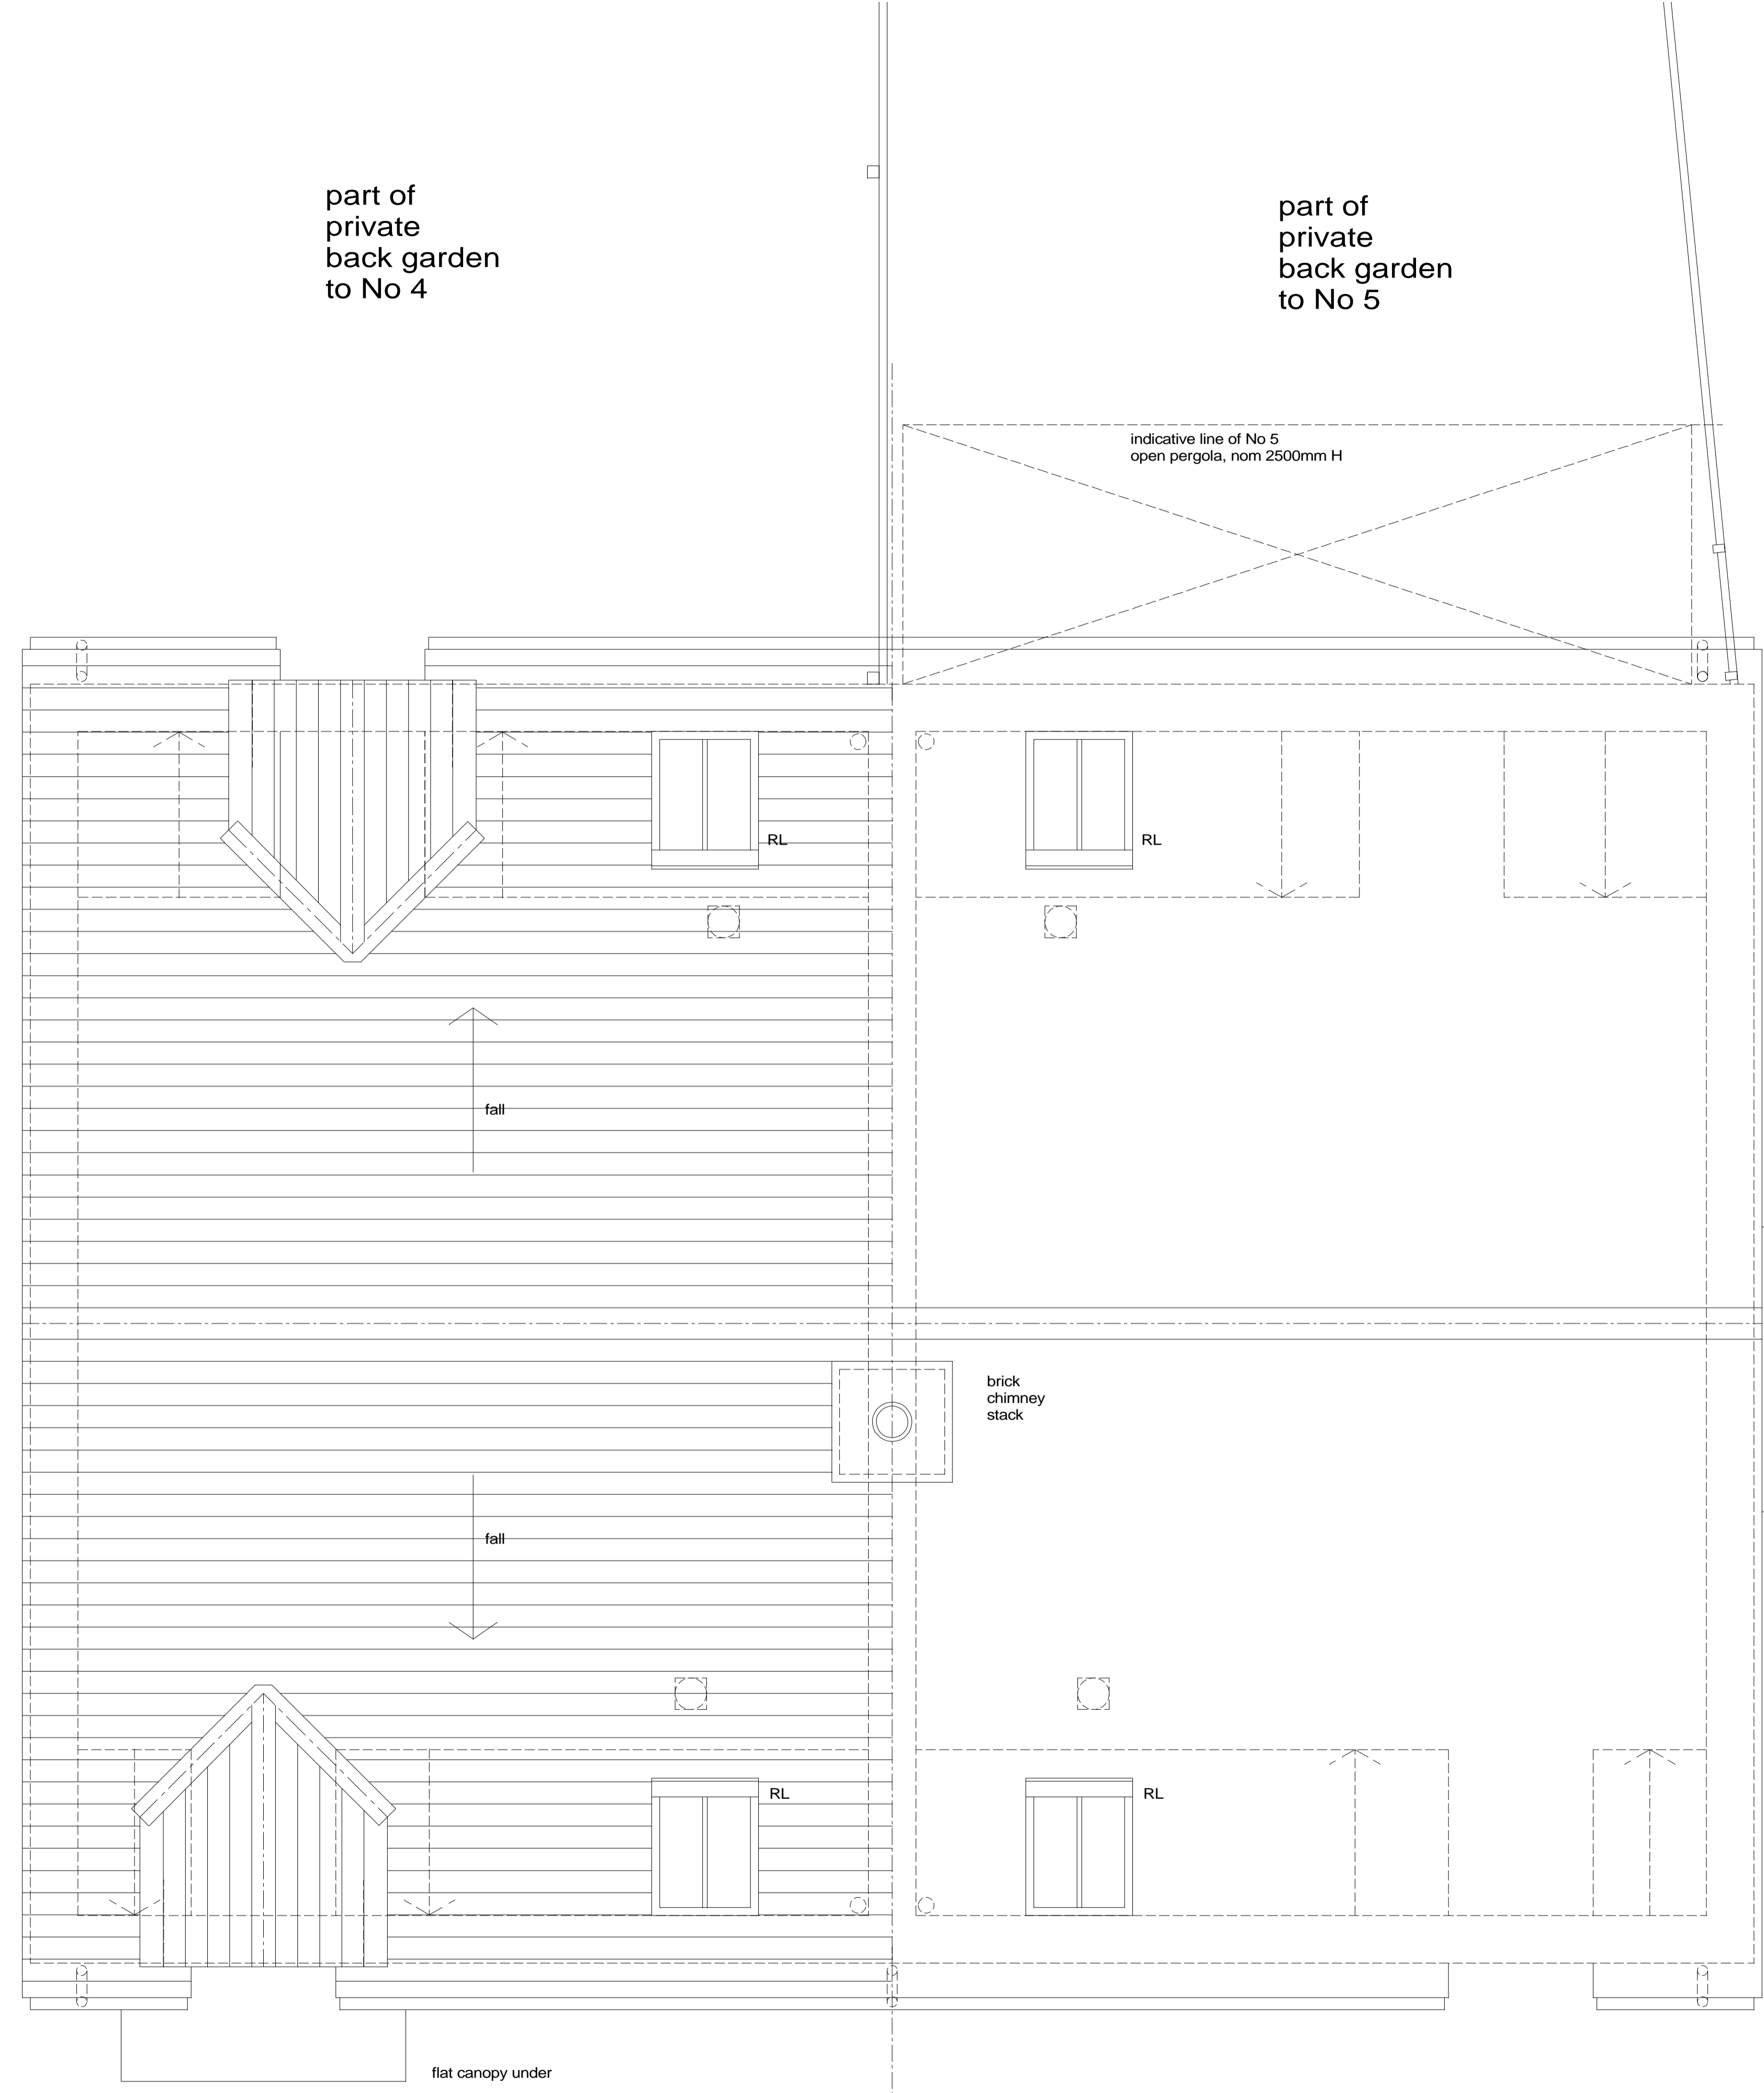 part of
private
back garden
to No 4
part of
private
back garden
to No 5
indicative line of No 5
open pergola, nom 2500mm H
RL
RL
fall
brick
chimney
stack
fall
RL
RL
flat canopy under